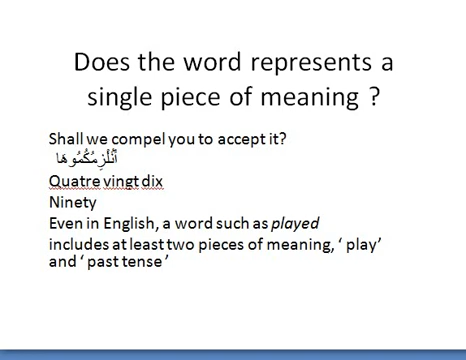 Does the word represents a
single piece of meaning ?
Shall we compel you to accept it?
أَنُلْزِمُكُمُوهَا
Quatre vingt dix
Ninety
Even in English, a word such as played
includes at least two pieces of meaning, ‘ play’
and ‘ past tense ’